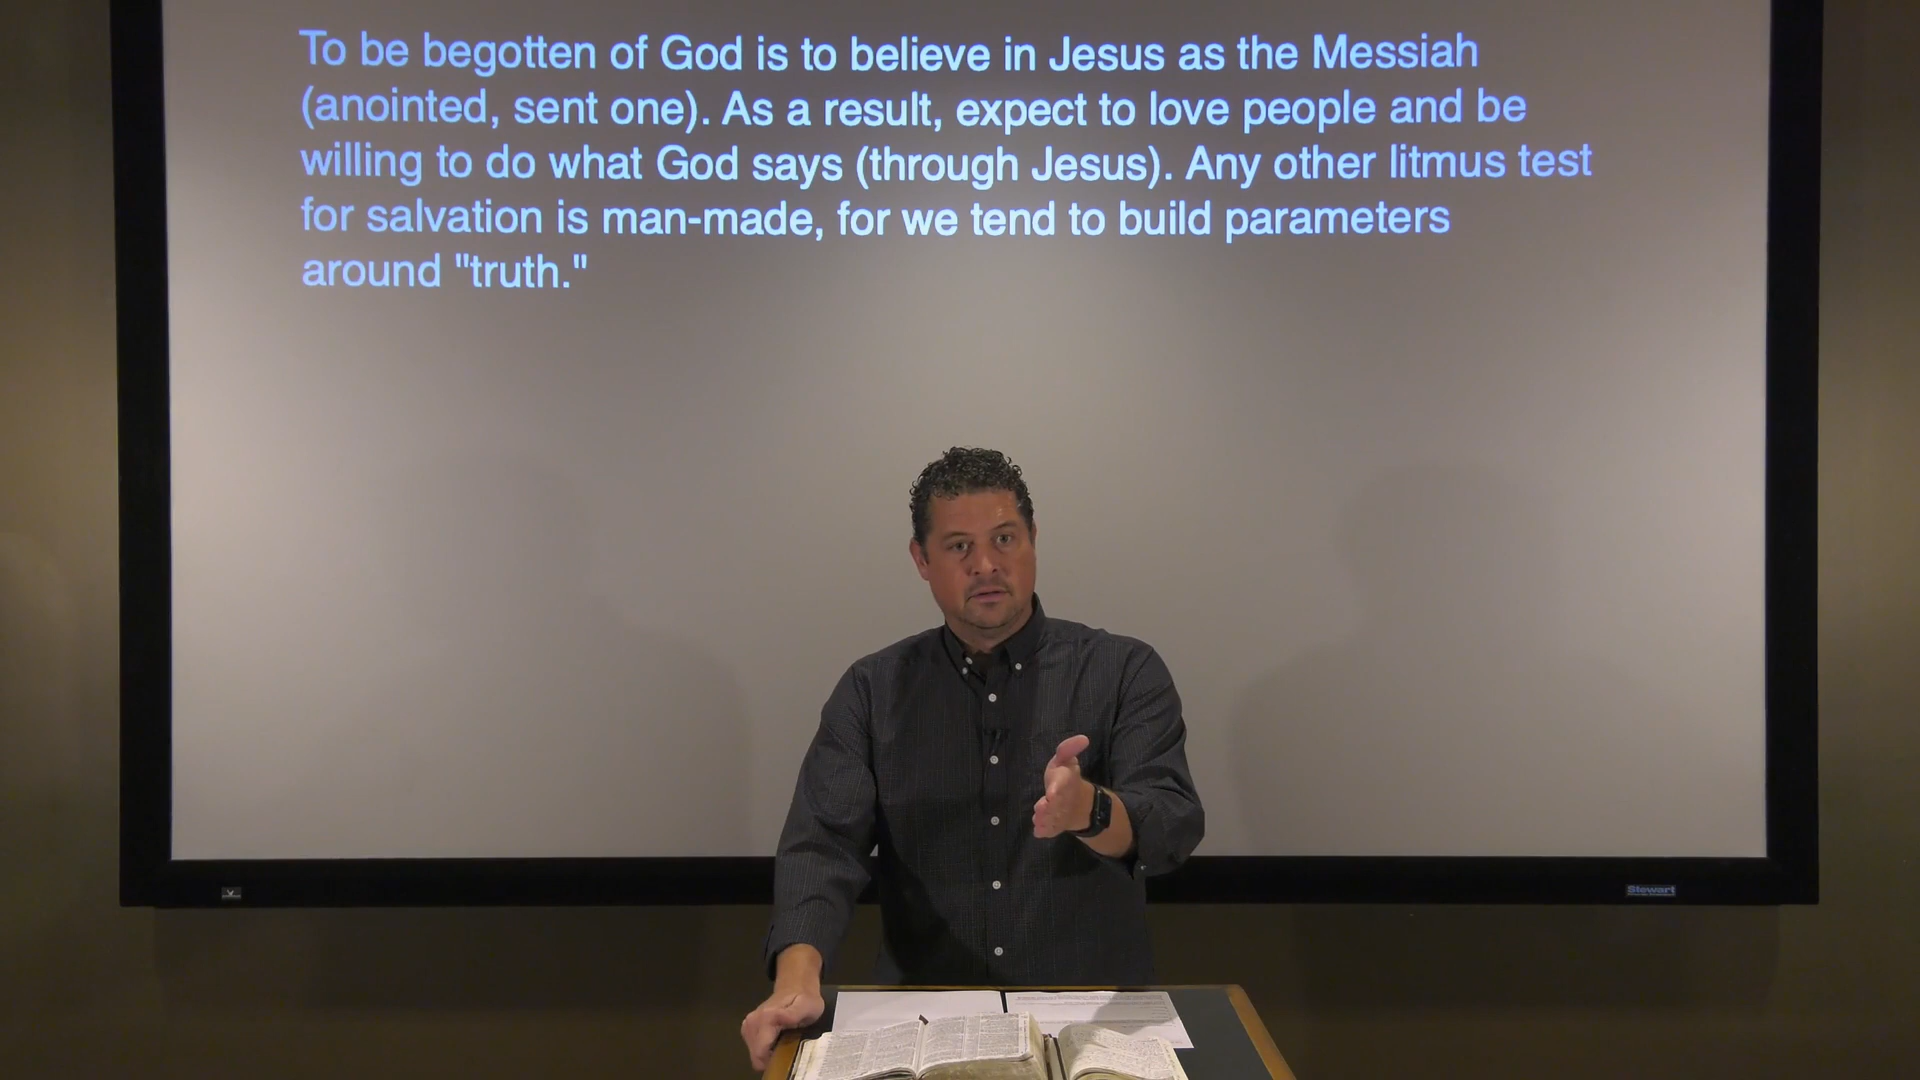 To be begotten of God is to believe in Jesus as the Messiah
(anointed, sent one). As a result, expect to love people and be
willing to do what God says (through Jesus). Any other litmus test
for salvation is man-made, for we tend to build parameters
around "truth."
Stewart